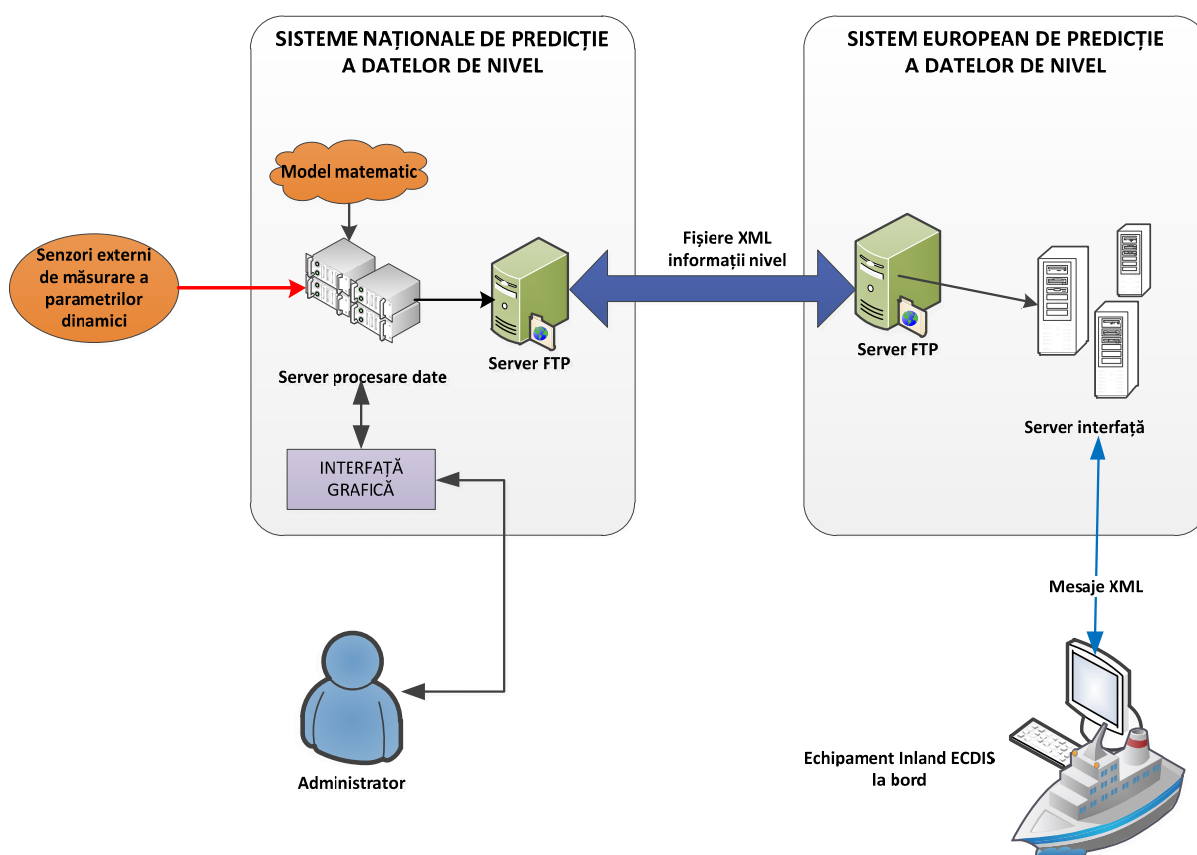 SISTEME NAȚIONALE DE PREDICȚIE
A DATELOR DE NIVEL
SISTEM EUROPEAN DE PREDICȚIE
A DATELOR DE NIVEL
Model matematic
Senzori externi
de măsurare a
parametrilor
dinamici
Fișiere XML
informații nivel
Server procesare date
Server FTP
Server FTP
Server interfață
INTERFAȚĂ
GRAFICĂ
Mesaje XML
Administrator
Echipament Inland ECDIS
la bord